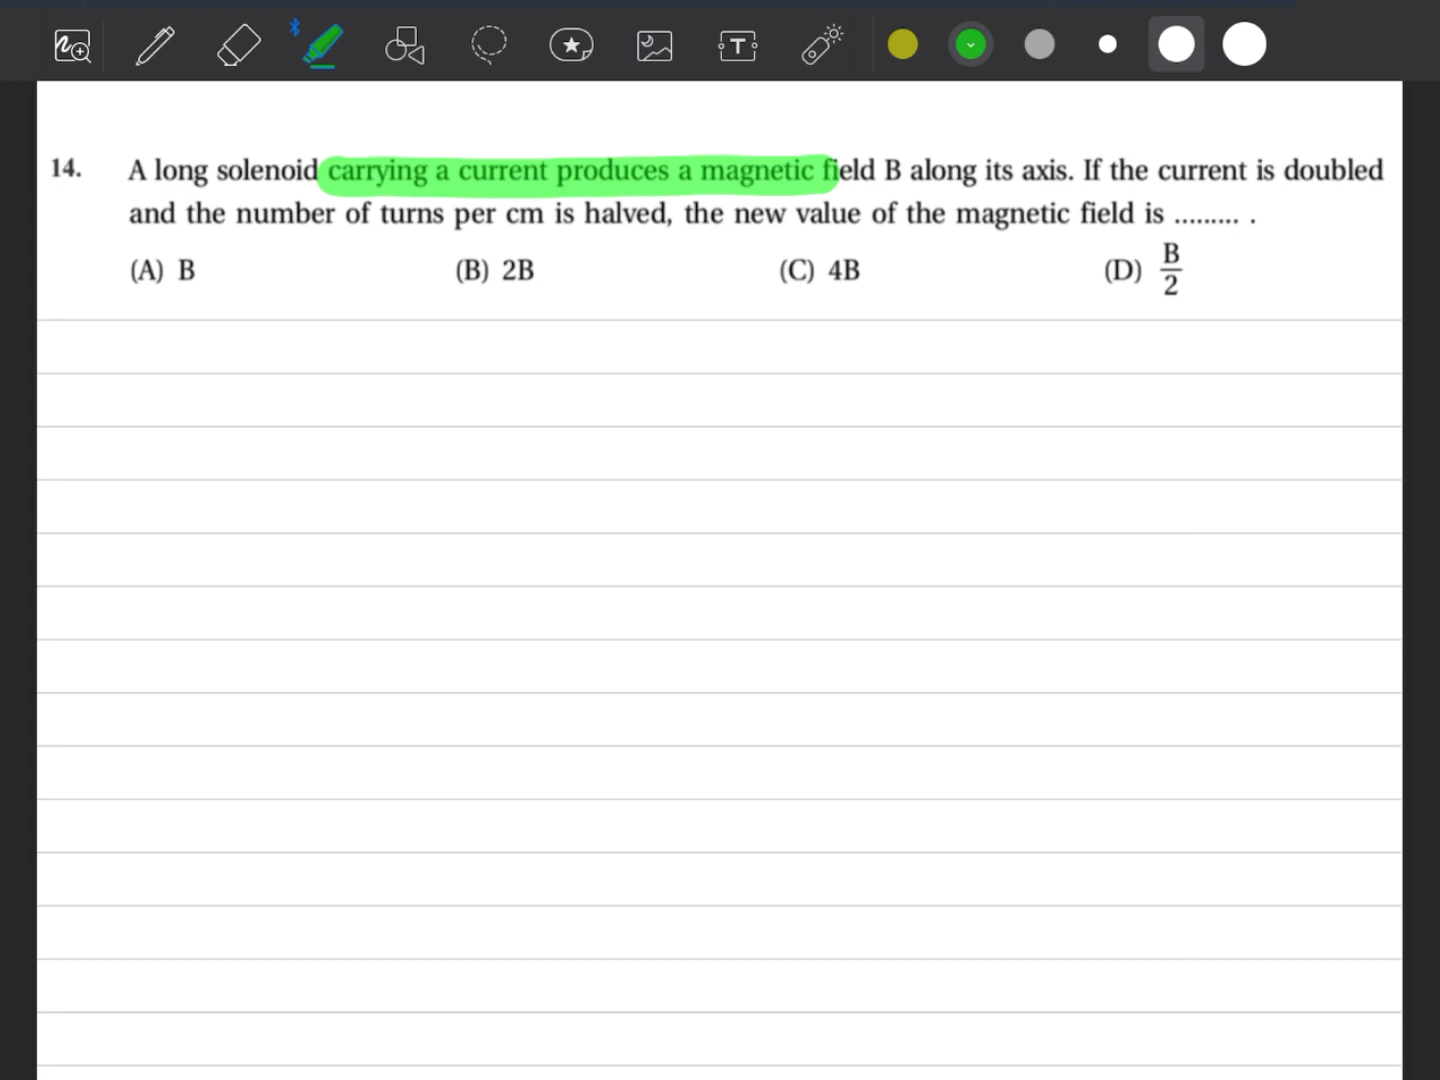 14. A long solenoid carrying a current produces a magnetic field B along its axis. If the current is doubled
and the number of turns per cm is halved, the new value of the magnetic field is ......... .
(A) B (B) 2B (C) 4B (D) B/2